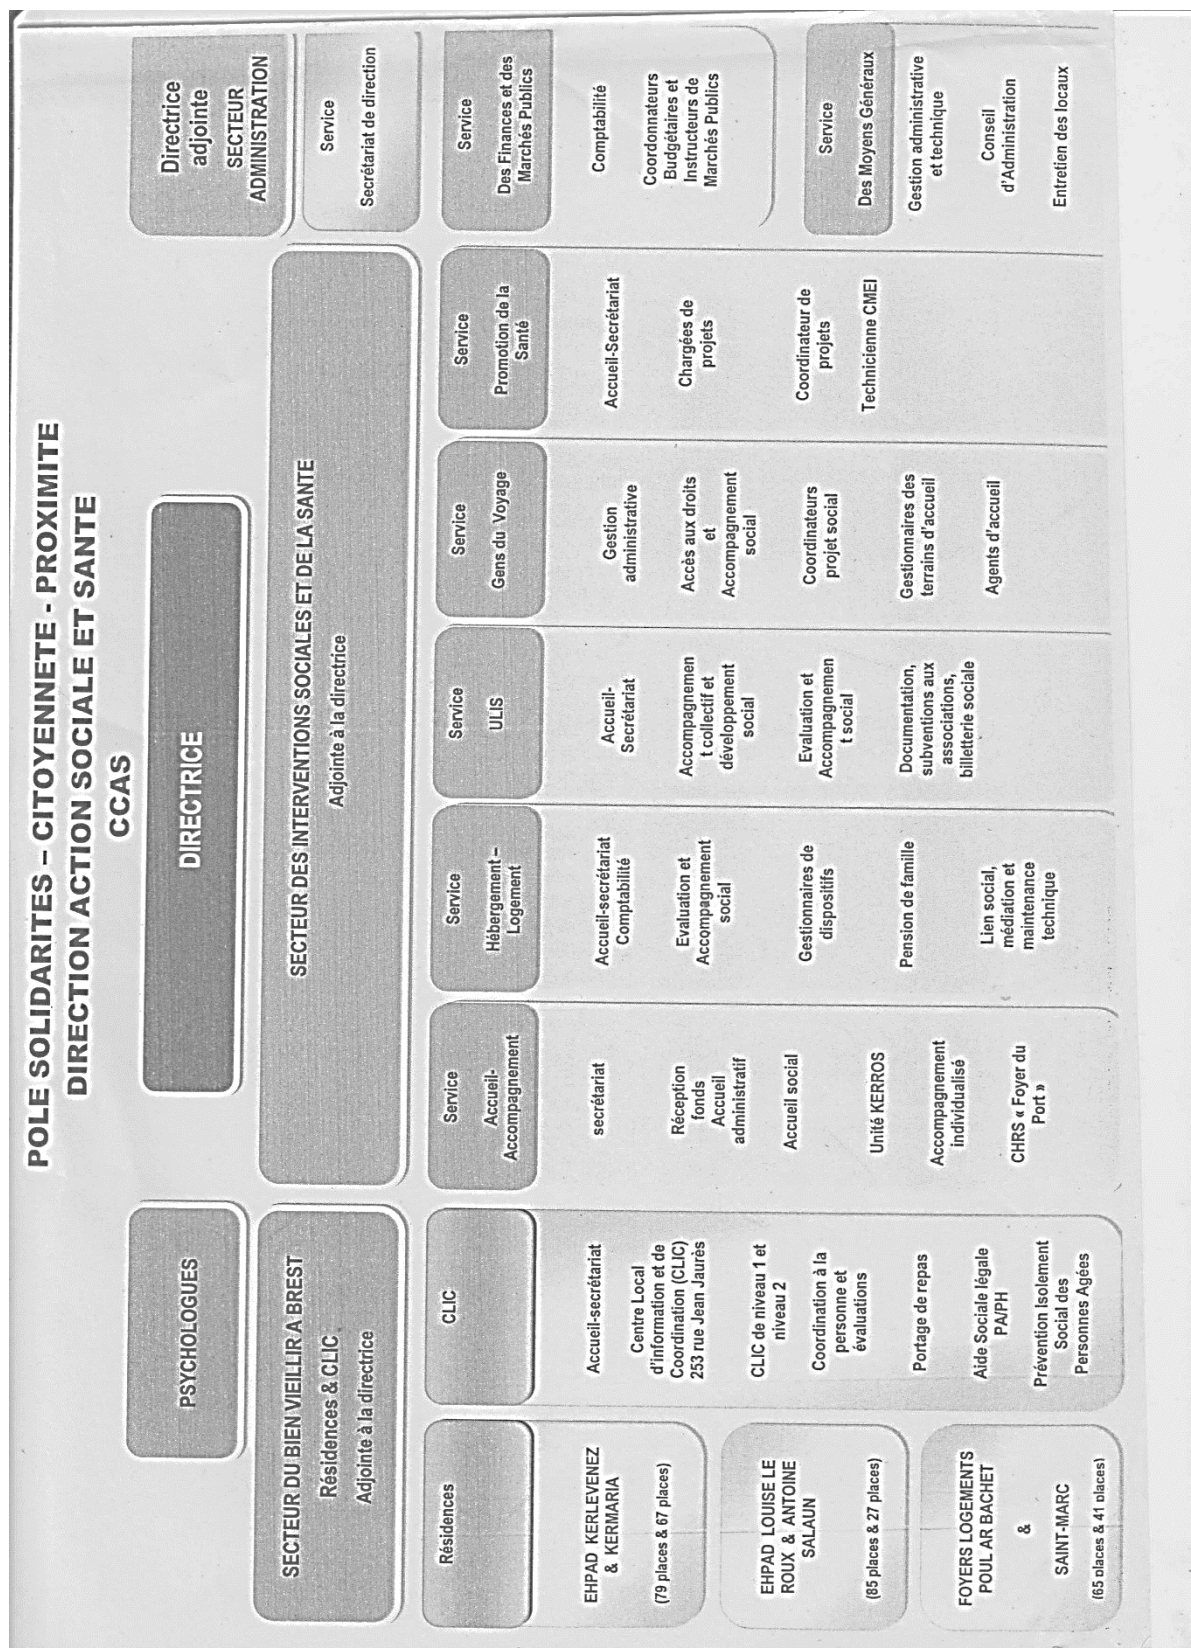 POLE SOLIDARITES – CITOYENNETE - PROXIMITE
DIRECTION ACTION SOCIALE ET SANTE
CCAS
PSYCHOLOGUES
DIRECTRICE
Directrice
adjointe
SECTEUR
ADMINISTRATION
SECTEUR DU BIEN VIEILLIR A BREST
Résidences & CLIC
Adjointe à la directrice
SECTEUR DES INTERVENTIONS SOCIALES ET DE LA SANTE
Adjointe à la directrice
Service
Secrétariat de direction
Résidences
EHPAD KERLEVENEZ
& KERMARIA
(79 places & 67 places)
EHPAD LOUISE LE
ROUX & ANTOINE
SALAUN
(85 places & 27 places)
FOYERS LOGEMENTS
POUL AR BACHET
&
SAINT-MARC
(65 places & 41 places)
CLIC
Accueil-secrétariat
Centre Local
d'information et de
Coordination (CLIC)
253 rue Jean Jaurès
CLIC de niveau 1 et
niveau 2
Coordination à la
personne et
évaluations
Portage de repas
Aide Sociale légale
PA/PH
Prévention Isolement
Social des
Personnes Agées
Service
Accueil-
Accompagnement
secrétariat
Réception
fonds
Accueil
administratif
Accueil social
Unité KERROS
Accompagnement
individualisé
CHRS « Foyer du
Port »
Service
Hébergement –
Logement
Accueil-secrétariat
Comptabilité
Evaluation et
Accompagnement
social
Gestionnaires de
dispositifs
Pension de famille
Lien social,
médiation et
maintenance
technique
Service
ULIS
Accueil-
Secrétariat
Accompagnemen
t collectif et
développement
social
Evaluation et
Accompagnemen
t social
Documentation,
subventions aux
associations,
billetterie sociale
Service
Gens du Voyage
Gestion
administrative
Accès aux droits
et
Accompagnement
social
Coordinateurs
projet social
Gestionnaires des
terrains d'accueil
Agents d'accueil
Service
Promotion de la
Santé
Accueil-Secrétariat
Chargées de
projets
Coordinateur de
projets
Technicienne CMEI
Service
Des Finances et des
Marchés Publics
Comptabilité
Coordonnateurs
Budgétaires et
Instructeurs de
Marchés Publics
Service
Des Moyens Généraux
Gestion administrative
et technique
Conseil
d'Administration
Entretien des locaux